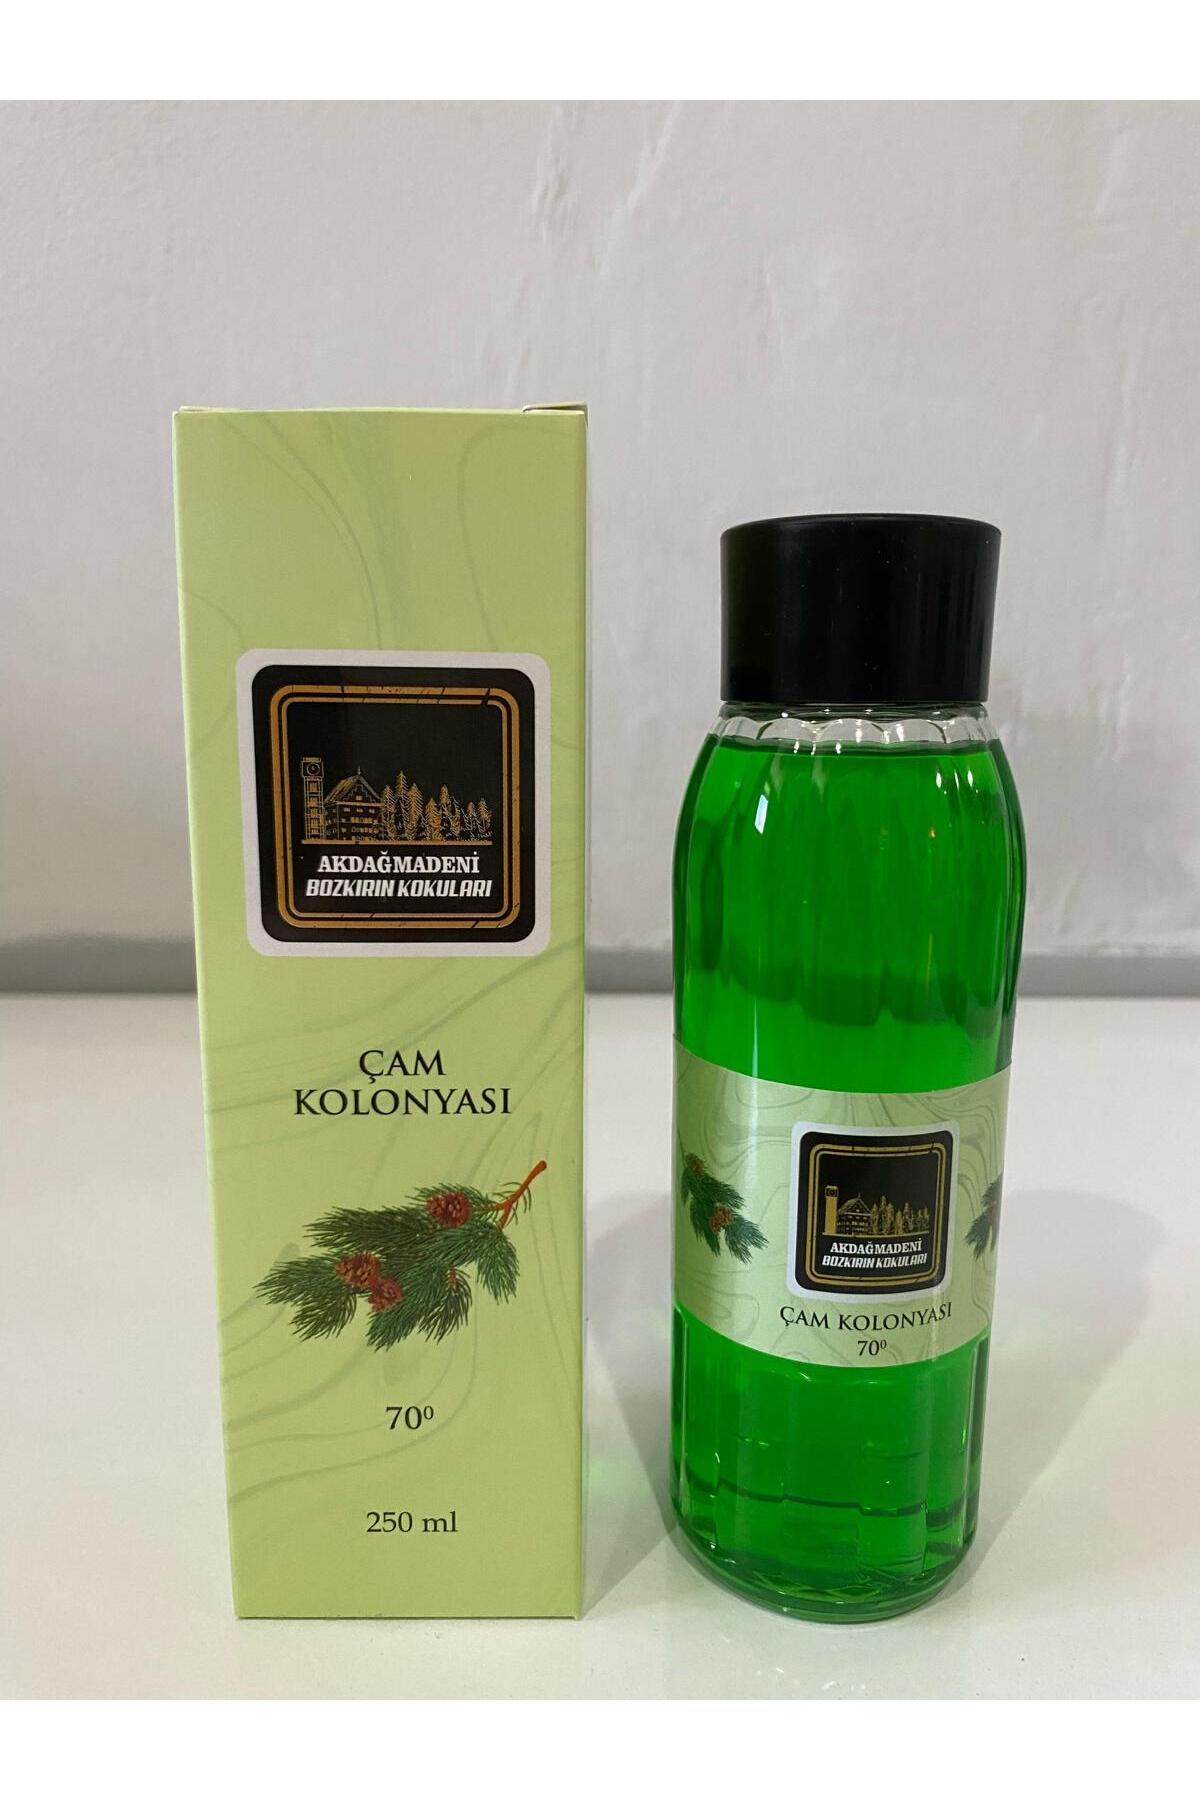 AKDAĞMADENİ
BOZKIRIN KOKULARI
ÇAM
KOLONYASI
70⁰
250 ml
AKDAĞMADENİ
BOZKIRIN KOKULARI
ÇAM KOLONYASI
70⁰